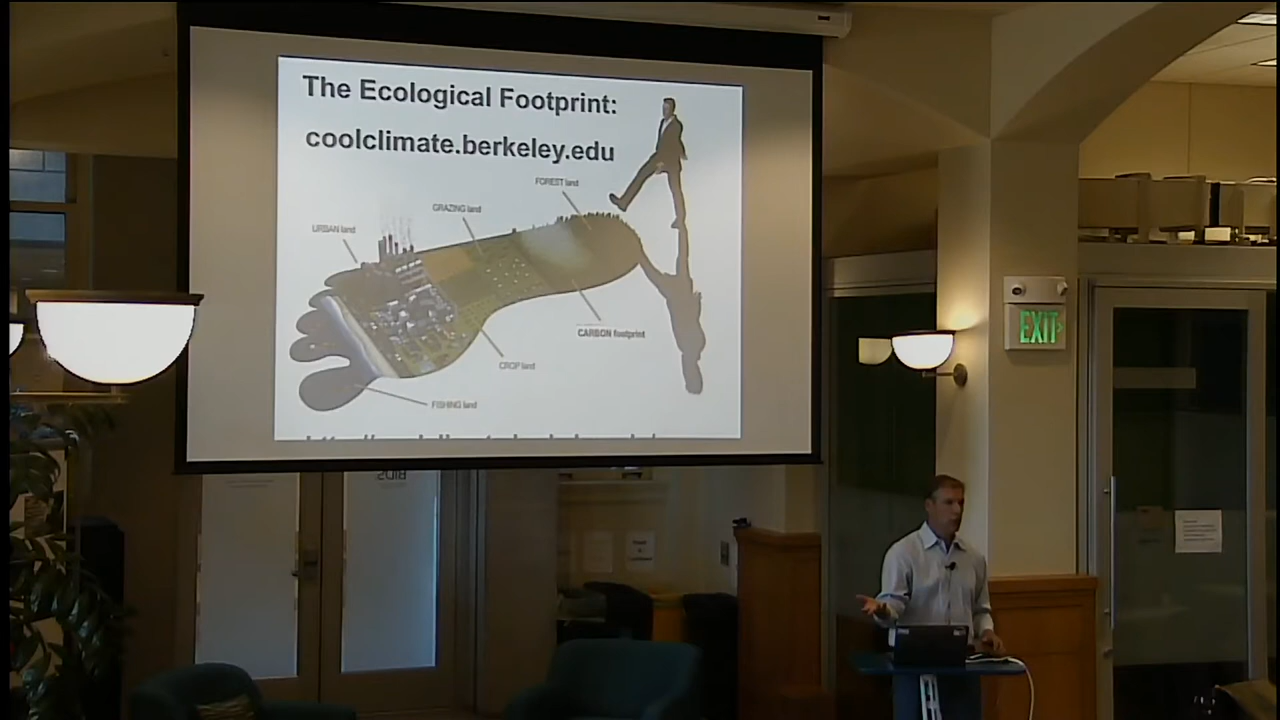 The Ecological Footprint:
coolclimate.berkeley.edu
FOREST land
GRAZING land
URBAN land
CARBON footprint
CROP land
FISHING land
EXIT
BIDS